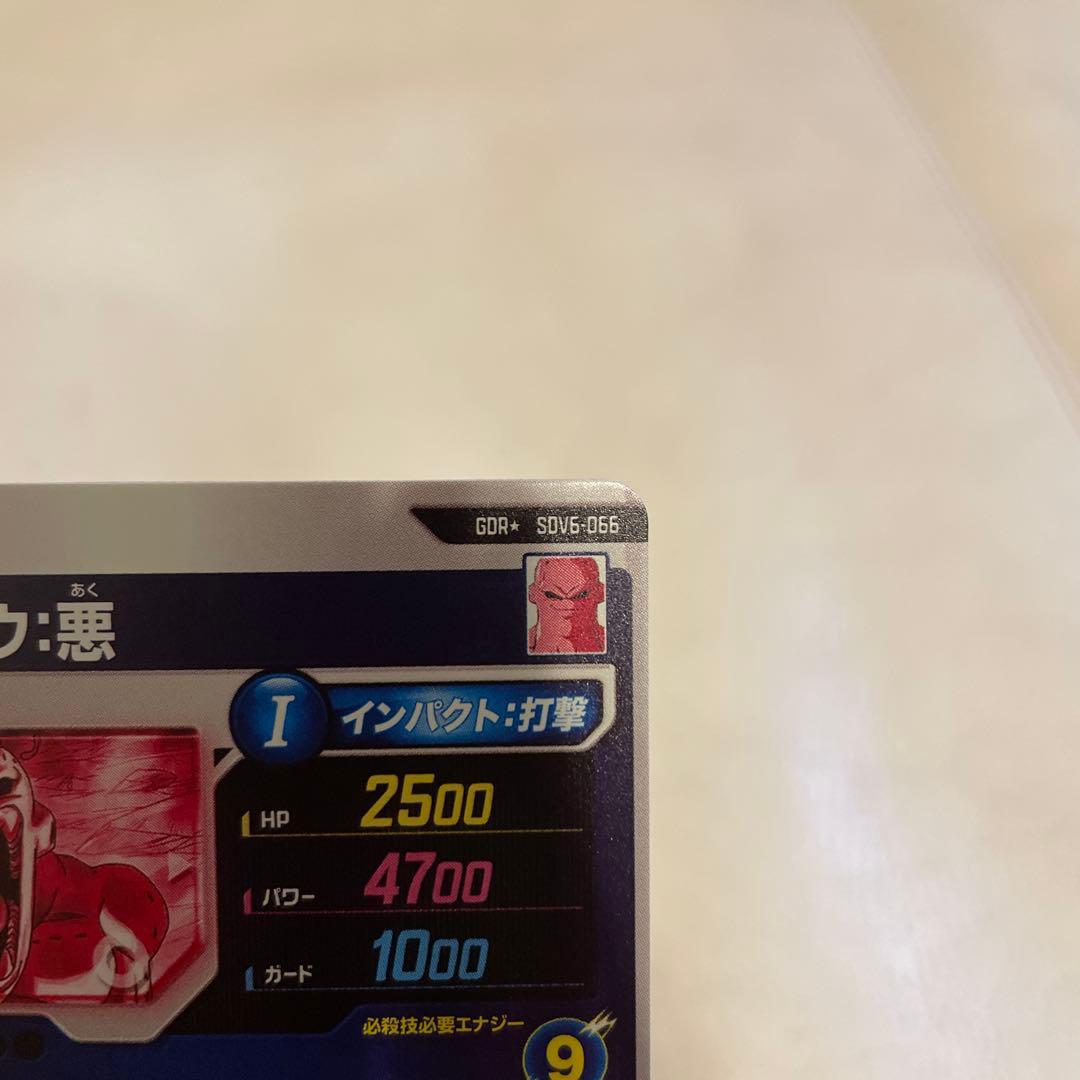 GDR★ SDV6-066
あく
ウ:悪
I インパクト:打撃
HP 2500
パワー 4700
ガード 1000
必殺技必要エナジー
9